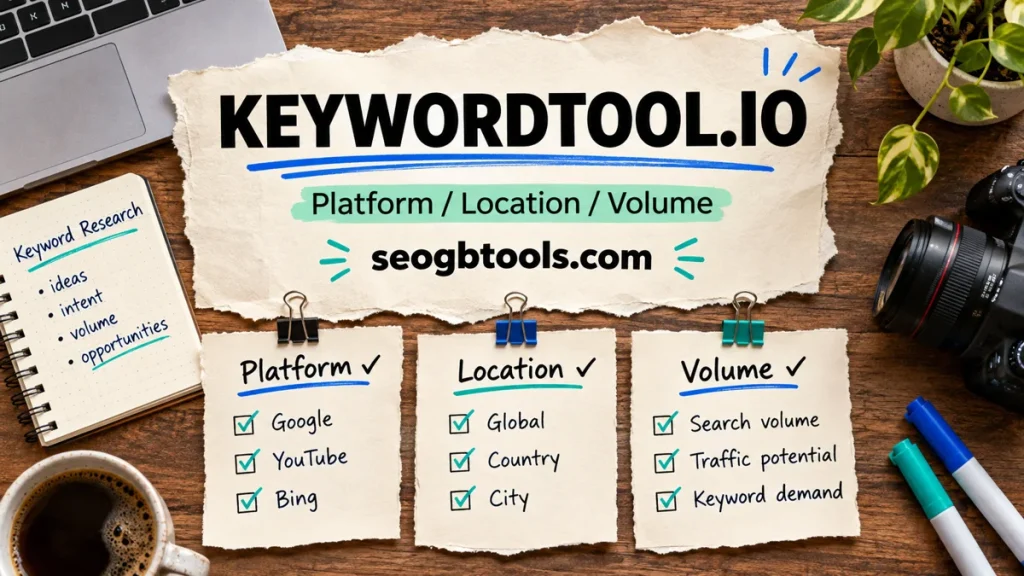 KEYWORDTOOL.IO
Platform / Location / Volume
seogbtools.com
Keyword Research
• ideas
• intent
• volume
• opportunities
Platform ✓
Google
YouTube
Bing
Location ✓
Global
Country
City
Volume ✓
Search volume
Traffic potential
Keyword demand